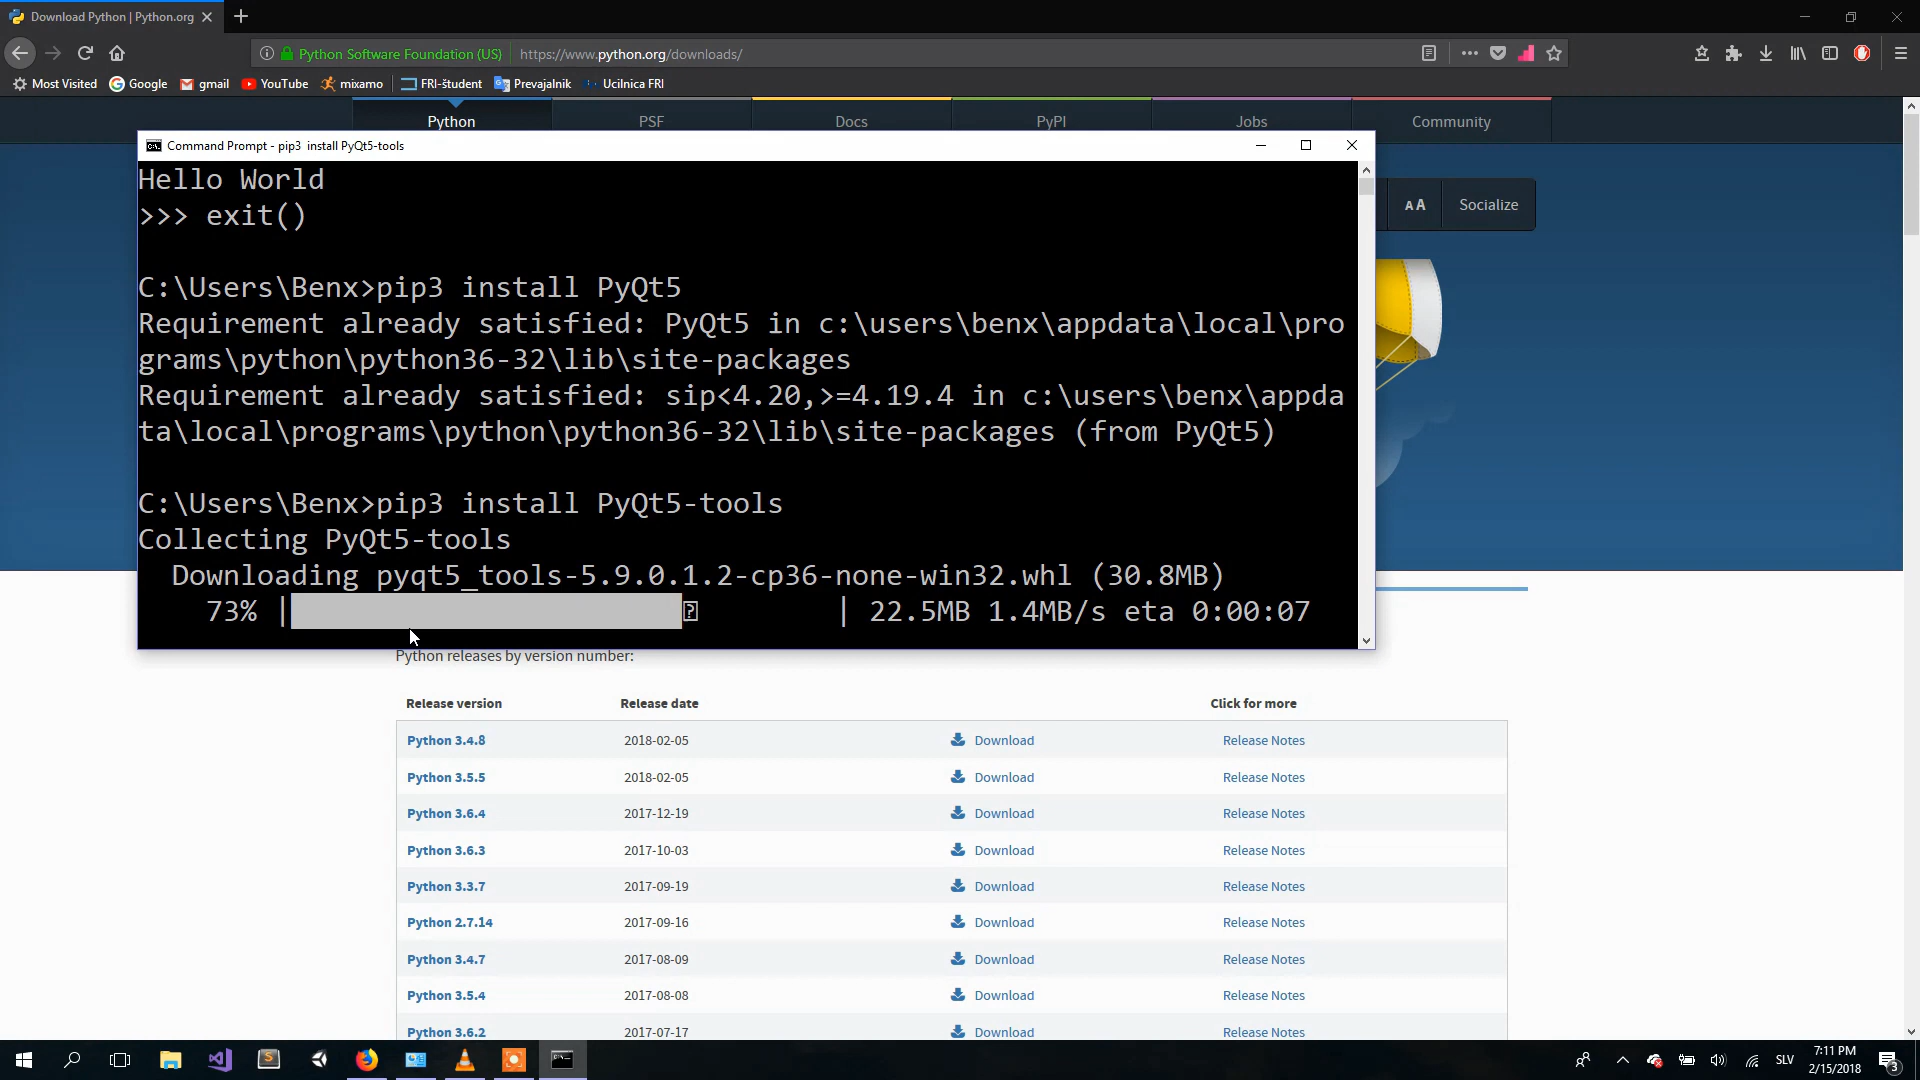 Download Python | Python.org
Python Software Foundation (US)
https://www.python.org/downloads/
Most Visited
Google
gmail
YouTube
mixamo
FRI-študent
Prevajalnik
Ucilnica FRI
Python
PSF
Docs
PyPI
Jobs
Community
Command Prompt - pip3 install PyQt5-tools
A A
Socialize
Hello World
>>> exit()
C:\Users\Benx>pip3 install PyQt5
Requirement already satisfied: PyQt5 in c:\users\benx\appdata\local\pro
grams\python\python36-32\lib\site-packages
Requirement already satisfied: sip<4.20,>=4.19.4 in c:\users\benx\appda
ta\local\programs\python\python36-32\lib\site-packages (from PyQt5)
C:\Users\Benx>pip3 install PyQt5-tools
Collecting PyQt5-tools
Downloading pyqt5_tools-5.9.0.1.2-cp36-none-win32.whl (30.8MB)
73% | | 22.5MB 1.4MB/s eta 0:00:07
Python releases by version number:
Release version Release date Click for more
Python 3.4.8 2018-02-05 Download Release Notes
Python 3.5.5 2018-02-05 Download Release Notes
Python 3.6.4 2017-12-19 Download Release Notes
Python 3.6.3 2017-10-03 Download Release Notes
Python 3.3.7 2017-09-19 Download Release Notes
Python 2.7.14 2017-09-16 Download Release Notes
Python 3.4.7 2017-08-09 Download Release Notes
Python 3.5.4 2017-08-08 Download Release Notes
Python 3.6.2 2017-07-17 Download Release Notes
SLV
7:11 PM
2/15/2018
3